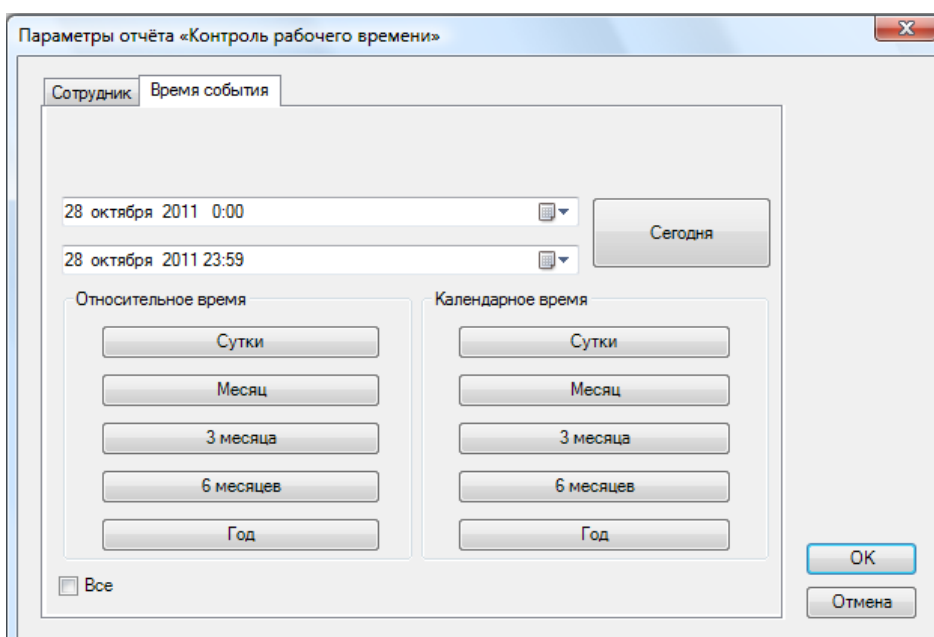 Параметры отчёта «Контроль рабочего времени»
Сотрудник Время события
28 октября 2011 0:00
Сегодня
28 октября 2011 23:59
Относительное время Календарное время
Сутки Сутки
Месяц Месяц
3 месяца 3 месяца
6 месяцев 6 месяцев
Год Год
OK
Все
Отмена